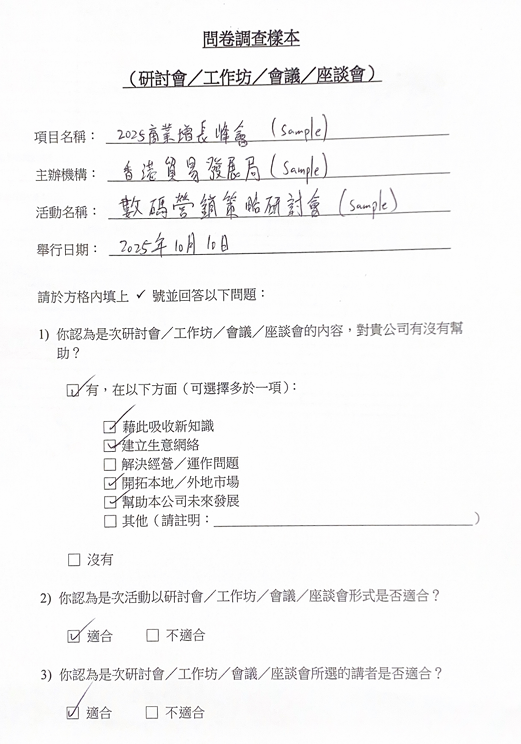 問卷調查樣本
（研討會／工作坊／會議／座談會）
項目名稱： 2025商業增長峰會 (Sample)
主辦機構： 香港貿易發展局 (Sample)
活動名稱： 數碼營銷策略研討會 (Sample)
舉行日期： 2025年10月10日
請於方格內填上 ✓ 號並回答以下問題：
1) 你認為是次研討會／工作坊／會議／座談會的內容，對貴公司有沒有幫
助？
☑ 有，在以下方面（可選擇多於一項）：
☑ 藉此吸收新知識
☑ 建立生意網絡
☐ 解決經營／運作問題
☑ 開拓本地／外地市場
☑ 幫助本公司未來發展
☐ 其他（請註明：＿＿＿＿＿＿＿＿＿＿＿＿＿＿＿＿）
☐ 沒有
2) 你認為是次活動以研討會／工作坊／會議／座談會形式是否適合？
☑ 適合 ☐ 不適合
3) 你認為是次研討會／工作坊／會議／座談會所選的講者是否適合？
☑ 適合 ☐ 不適合